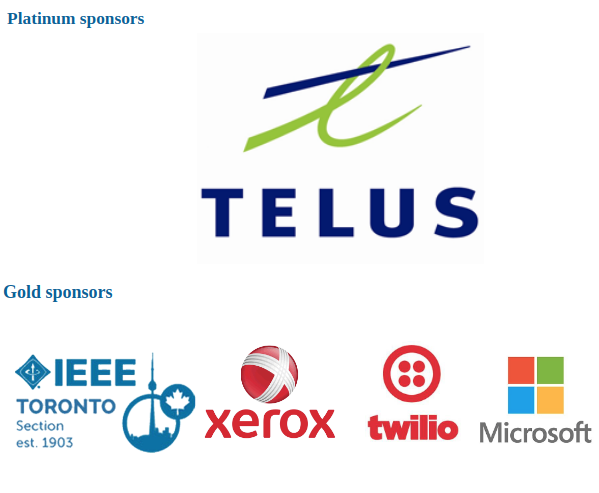 Platinum sponsors
TELUS
Gold sponsors
IEEE
TORONTO
Section
est. 1903
xerox
twilio
Microsoft